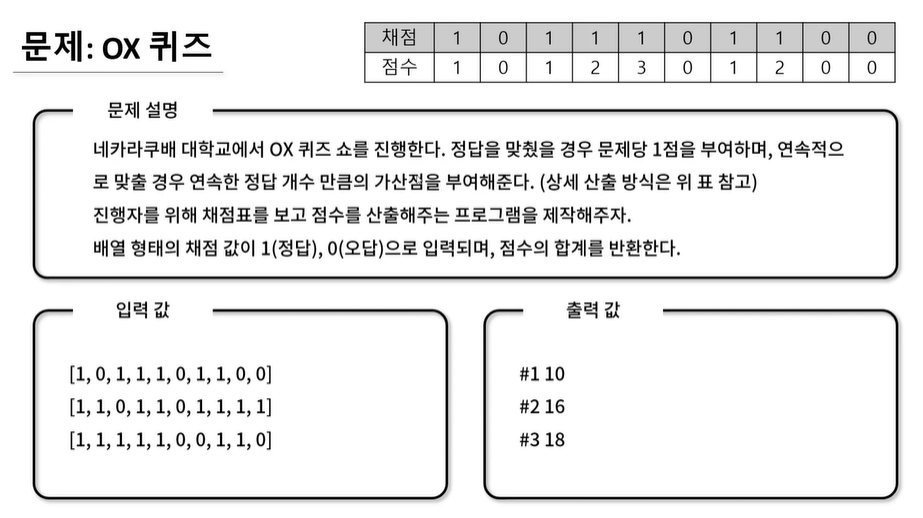 문제: OX 퀴즈
채점 1 0 1 1 1 0 1 1 0 0
점수 1 0 1 2 3 0 1 2 0 0
문제 설명
네카라쿠배 대학교에서 OX 퀴즈 쇼를 진행한다. 정답을 맞췄을 경우 문제당 1점을 부여하며, 연속적으
로 맞출 경우 연속한 정답 개수 만큼의 가산점을 부여해준다. (상세 산출 방식은 위 표 참고)
진행자를 위해 채점표를 보고 점수를 산출해주는 프로그램을 제작해주자.
배열 형태의 채점 값이 1(정답), 0(오답)으로 입력되며, 점수의 합계를 반환한다.
입력 값
[1, 0, 1, 1, 1, 0, 1, 1, 0, 0]
[1, 1, 0, 1, 1, 0, 1, 1, 1, 1]
[1, 1, 1, 1, 1, 0, 0, 1, 1, 0]
출력 값
#1 10
#2 16
#3 18